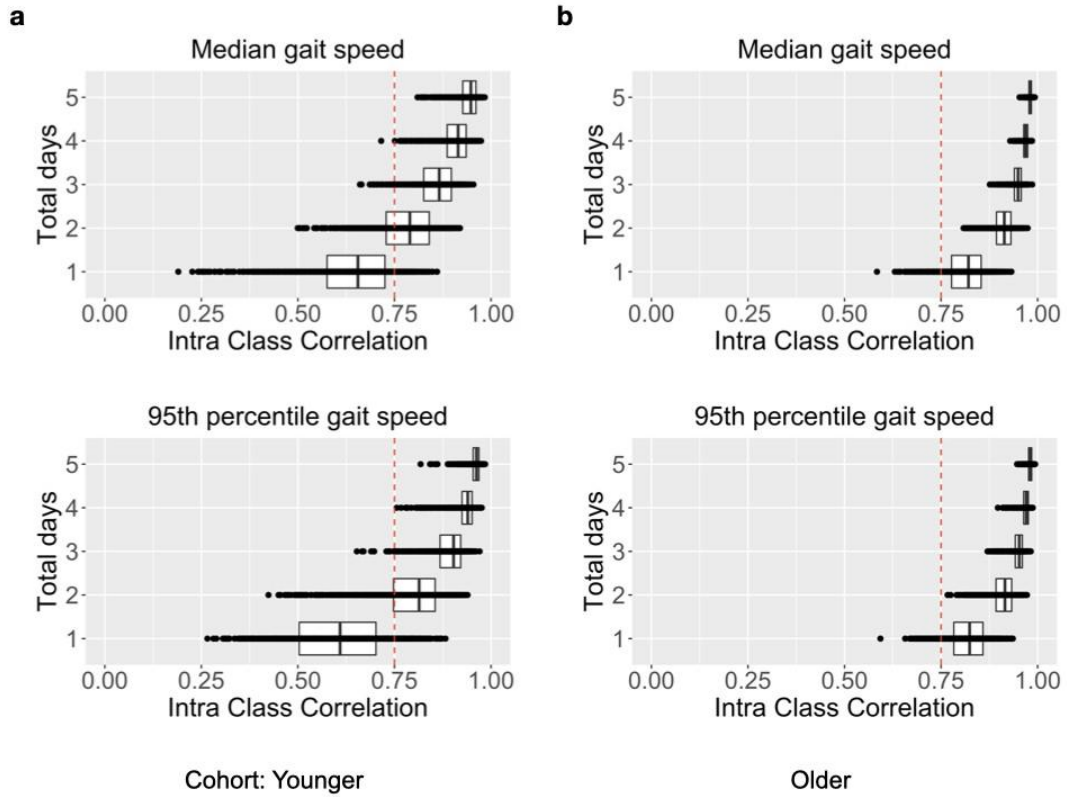 a
Median gait speed
Total days
5
4
3
2
1
0.00 0.25 0.50 0.75 1.00
Intra Class Correlation
95th percentile gait speed
Total days
5
4
3
2
1
0.00 0.25 0.50 0.75 1.00
Intra Class Correlation
Cohort: Younger
b
Median gait speed
Total days
5
4
3
2
1
0.00 0.25 0.50 0.75 1.00
Intra Class Correlation
95th percentile gait speed
Total days
5
4
3
2
1
0.00 0.25 0.50 0.75 1.00
Intra Class Correlation
Older